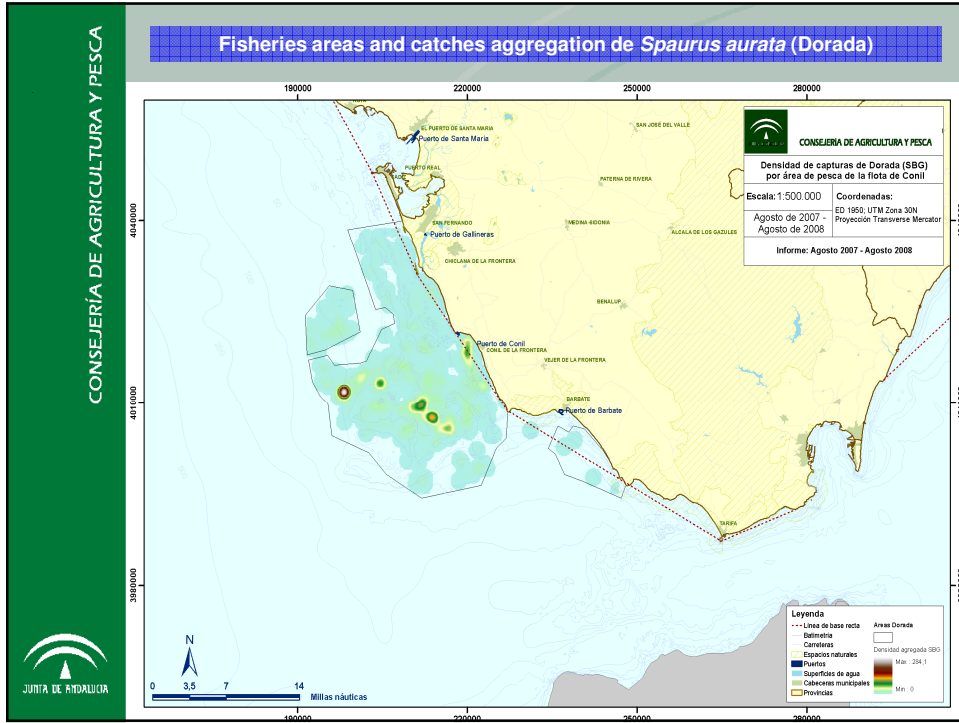 CONSEJERÍA DE AGRICULTURA Y PESCA
JUNTA DE ANDALUCIA
Fisheries areas and catches aggregation de Spaurus aurata (Dorada)
190000
220000
250000
280000
EL PUERTO DE SANTA MARIA
Puerto de Santa Maria
PUERTO REAL
SAN FERNANDO
Puerto de Gallineras
CHICLANA DE LA FRONTERA
SAN JOSÉ DEL VALLE
PATERNA DE RIVERA
MEDINA-SIDONIA
ALCALA DE LOS GAZULES
BENALUP
Puerto de Conil
CONIL DE LA FRONTERA
VEJER DE LA FRONTERA
BARBATE
Puerto de Barbate
TARIFA
4040000
4010000
3980000
CONSEJERÍA DE AGRICULTURA Y PESCA
Densidad de capturas de Dorada (SBG)
por área de pesca de la flota de Conil
Escala: 1:500.000
Agosto de 2007 -
Agosto de 2008
Coordenadas:
ED 1950; UTM Zona 30N
Proyección Transverse Mercator
Informe: Agosto 2007 - Agosto 2008
N
0 3,5 7 14
Millas náuticas
Leyenda
Línea de base recta
Batimetría
Carreteras
Espacios naturales
Puertos
Superficies de agua
Cabeceras municipales
Provincias
Areas Dorada
Densidad agregada SBG
Max : 284,1
Min : 0
190000
220000
250000
280000